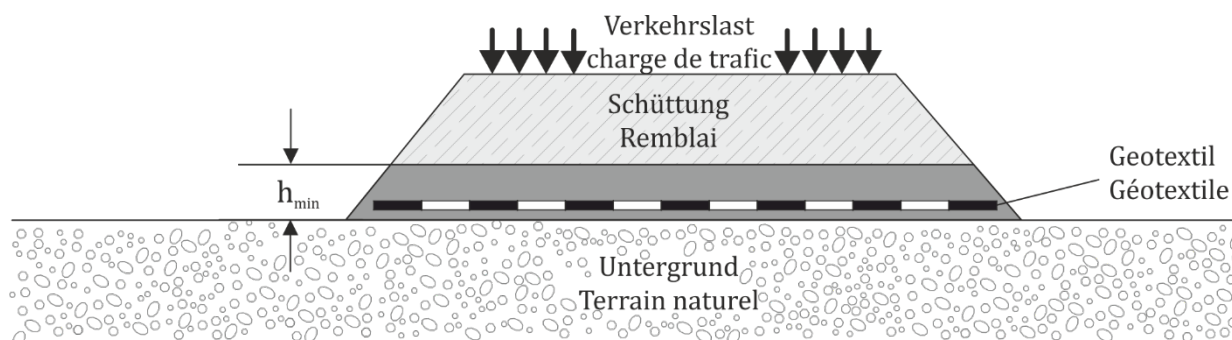 Verkehrslast
charge de trafic
Schüttung
Remblai
Geotextil
Géotextile
h_min
Untergrund
Terrain naturel